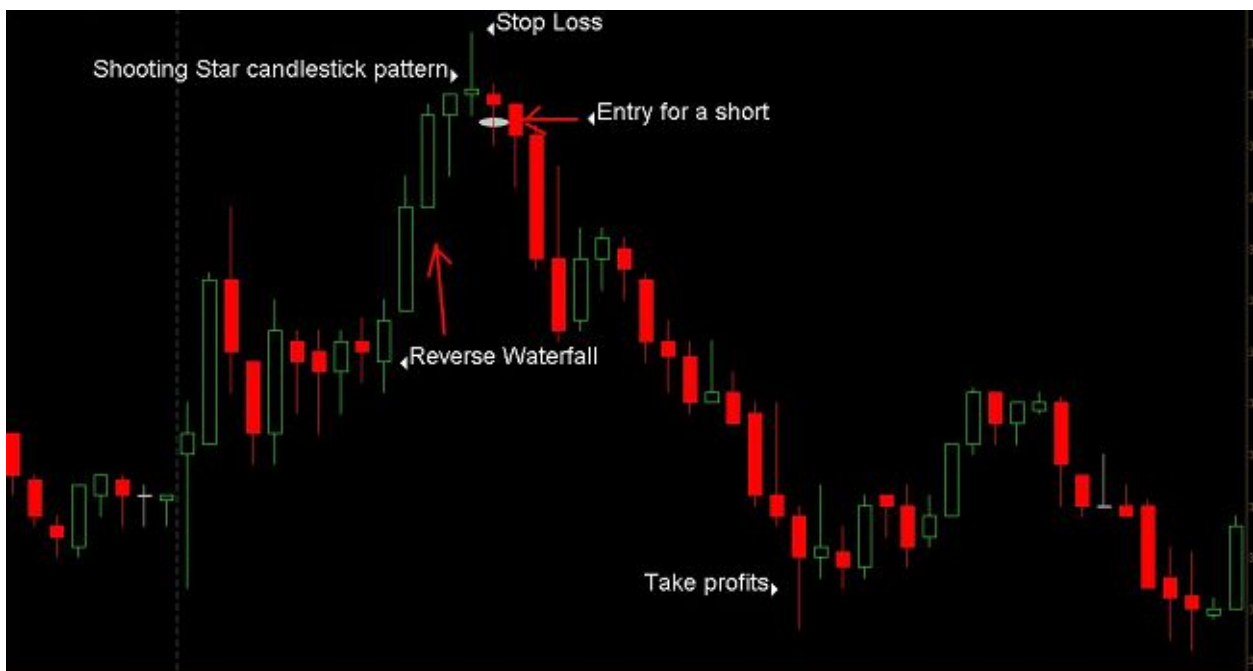 Stop Loss
Shooting Star candlestick pattern
Entry for a short
Reverse Waterfall
Take profits